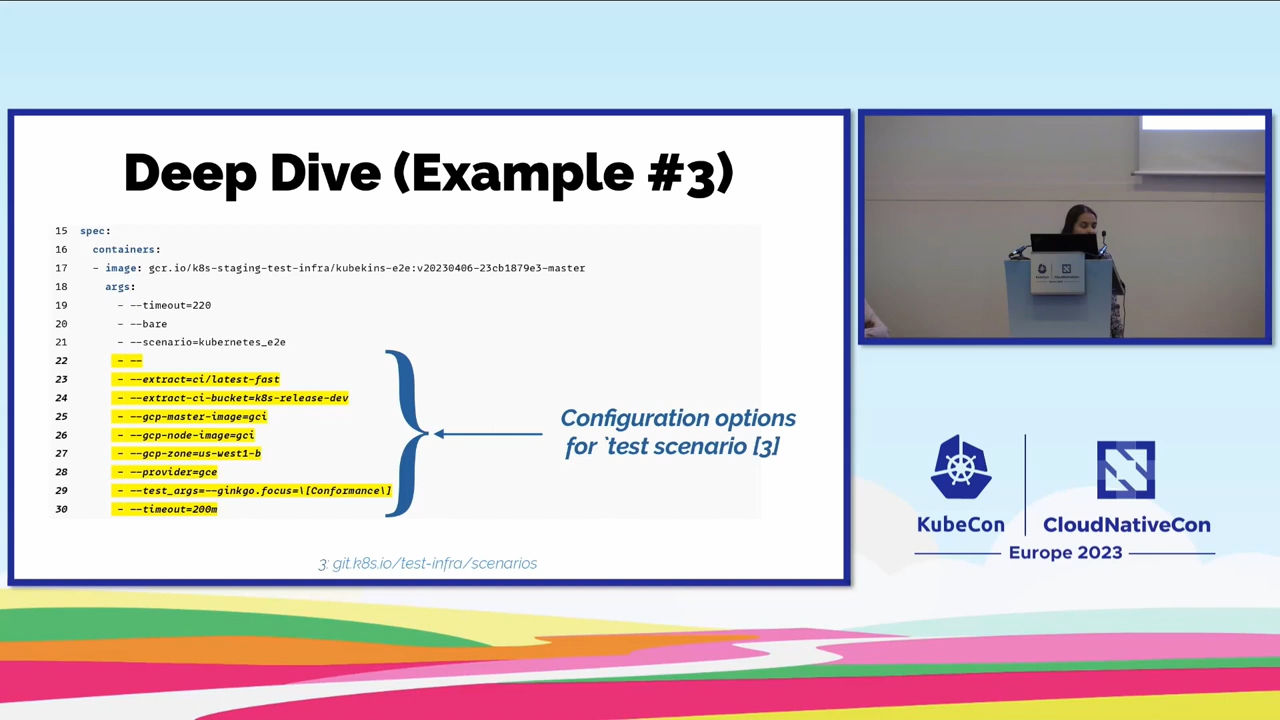 Deep Dive (Example #3)
15 spec:
16 containers:
17 - image: gcr.io/k8s-staging-test-infra/kubekins-e2e:v20230406-23cb1879e3-master
18 args:
19 - --timeout=220
20 - --bare
21 - --scenario=kubernetes_e2e
22 - --
23 - --extract=ci/latest-fast
24 - --extract-ci-bucket=k8s-release-dev
25 - --gcp-master-image=gci
26 - --gcp-node-image=gci
27 - --gcp-zone=us-west1-b
28 - --provider=gce
29 - --test_args=--ginkgo.focus=\[Conformance\]
30 - --timeout=200m
Configuration options
for `test scenario [3]
3: git.k8s.io/test-infra/scenarios
KubeCon
CloudNativeCon
Europe 2023